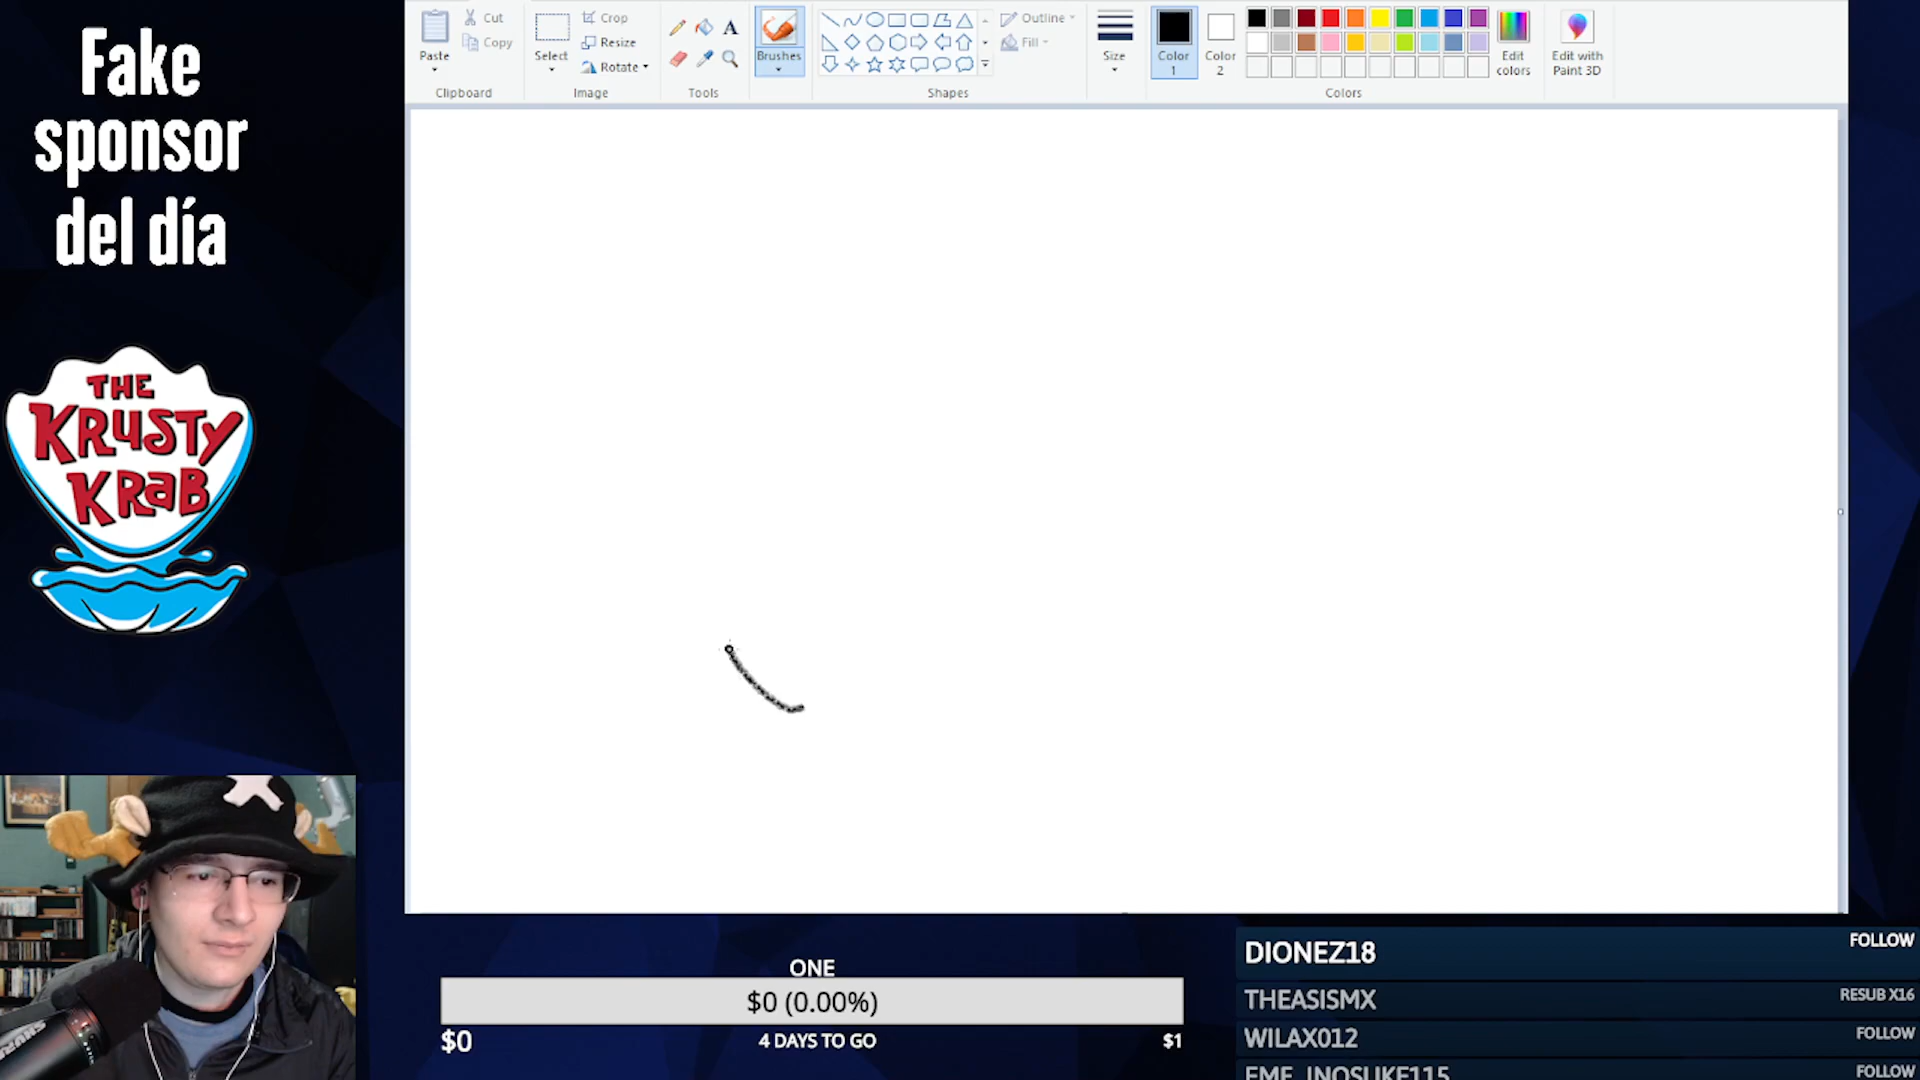 Fake
sponsor
del día
THE
KRUSTY
KRAB
Paste
Cut
Copy
Clipboard
Select
Crop
Resize
Rotate
Image
Tools
Brushes
Shapes
Outline
Fill
Size
Color
1
Color
2
Edit
colors
Edit with
Paint 3D
Colors
ONE
$0 (0.00%)
$0
4 DAYS TO GO
$1
DIONEZ18 FOLLOW
THEASISMX RESUB X16
WILAX012 FOLLOW
EME_INOSUKE115 FOLLOW